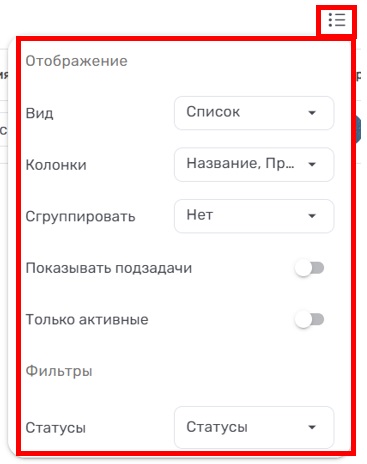 Отображение
Вид Список
Колонки Название, Пр...
Сгруппировать Нет
Показывать подзадачи
Только активные
Фильтры
Статусы Статусы